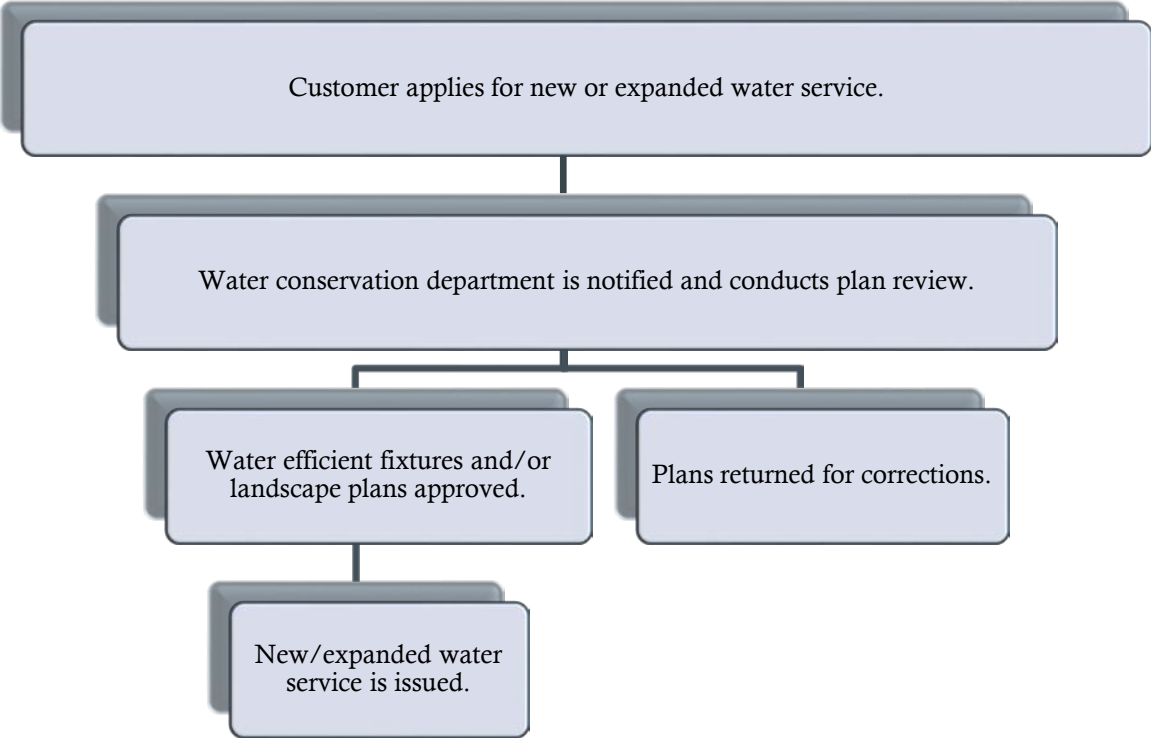 Customer applies for new or expanded water service.
Water conservation department is notified and conducts plan review.
Water efficient fixtures and/or
landscape plans approved.
Plans returned for corrections.
New/expanded water
service is issued.